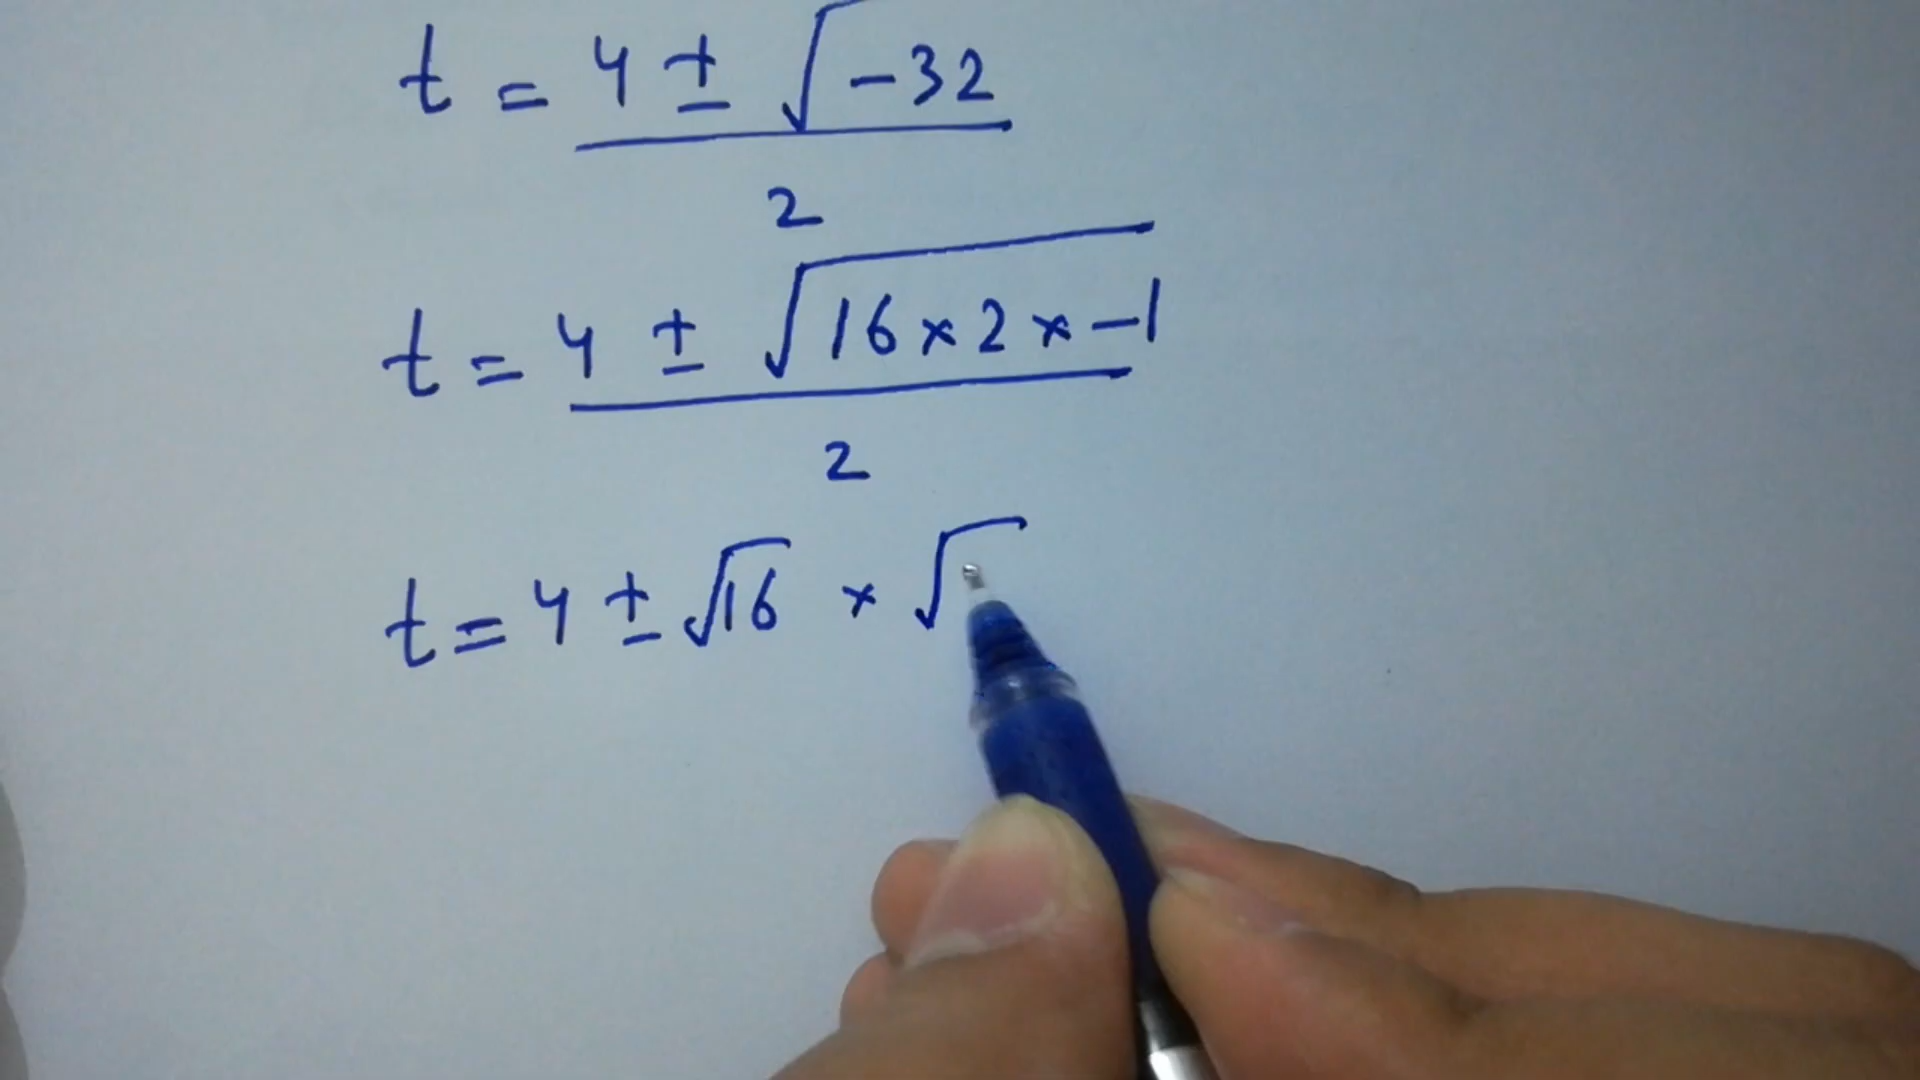 t = 4 ± √-32
2
t = 4 ± √16 × 2 × -1
2
t = 4 ± √16 × √